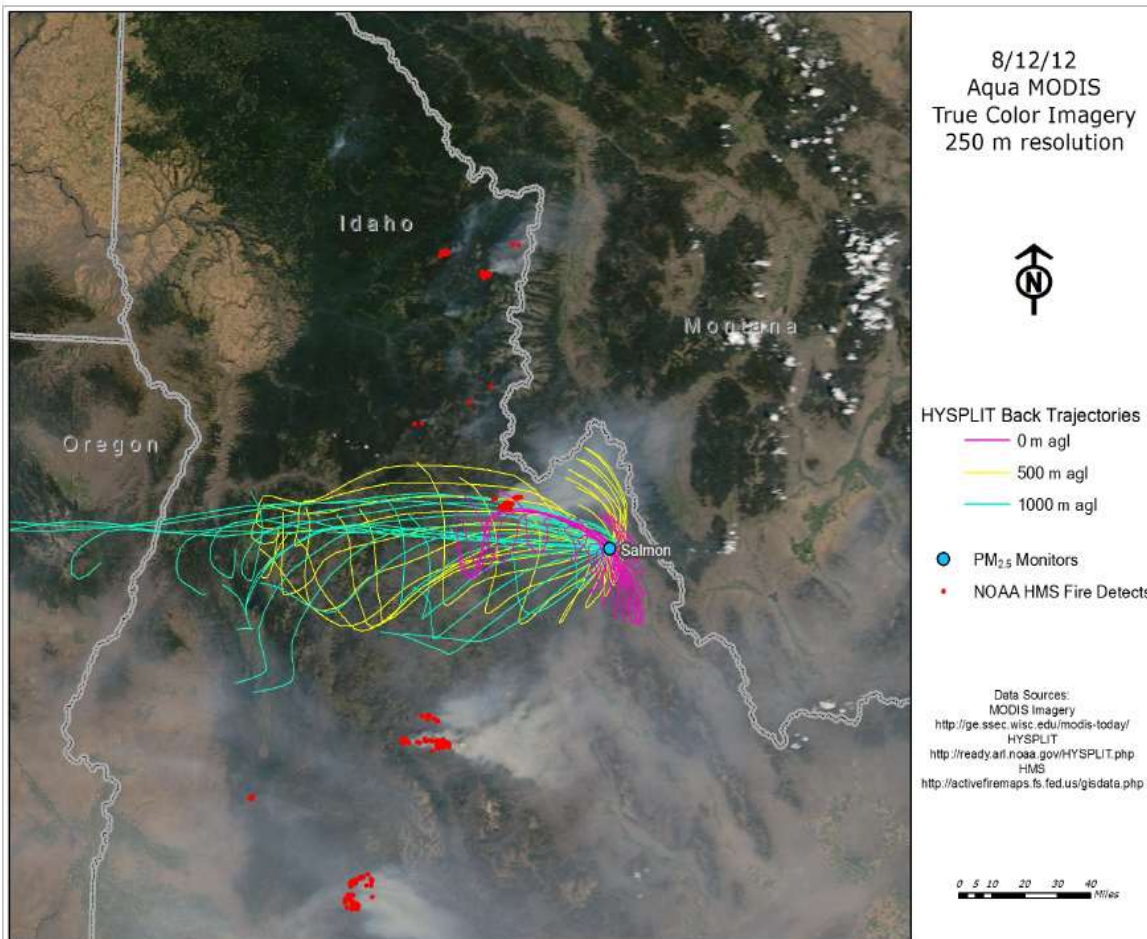 8/12/12
Aqua MODIS
True Color Imagery
250 m resolution
N
Idaho
Montana
Oregon
Salmon
HYSPLIT Back Trajectories
0 m agl
500 m agl
1000 m agl
PM2.5 Monitors
NOAA HMS Fire Detects
Data Sources:
MODIS Imagery
http://ge.ssec.wisc.edu/modis-today/
HYSPLIT
http://ready.arl.noaa.gov/HYSPLIT.php
HMS
http://activefiremaps.fs.fed.us/gisdata.php
0 5 10 20 30 40
Miles